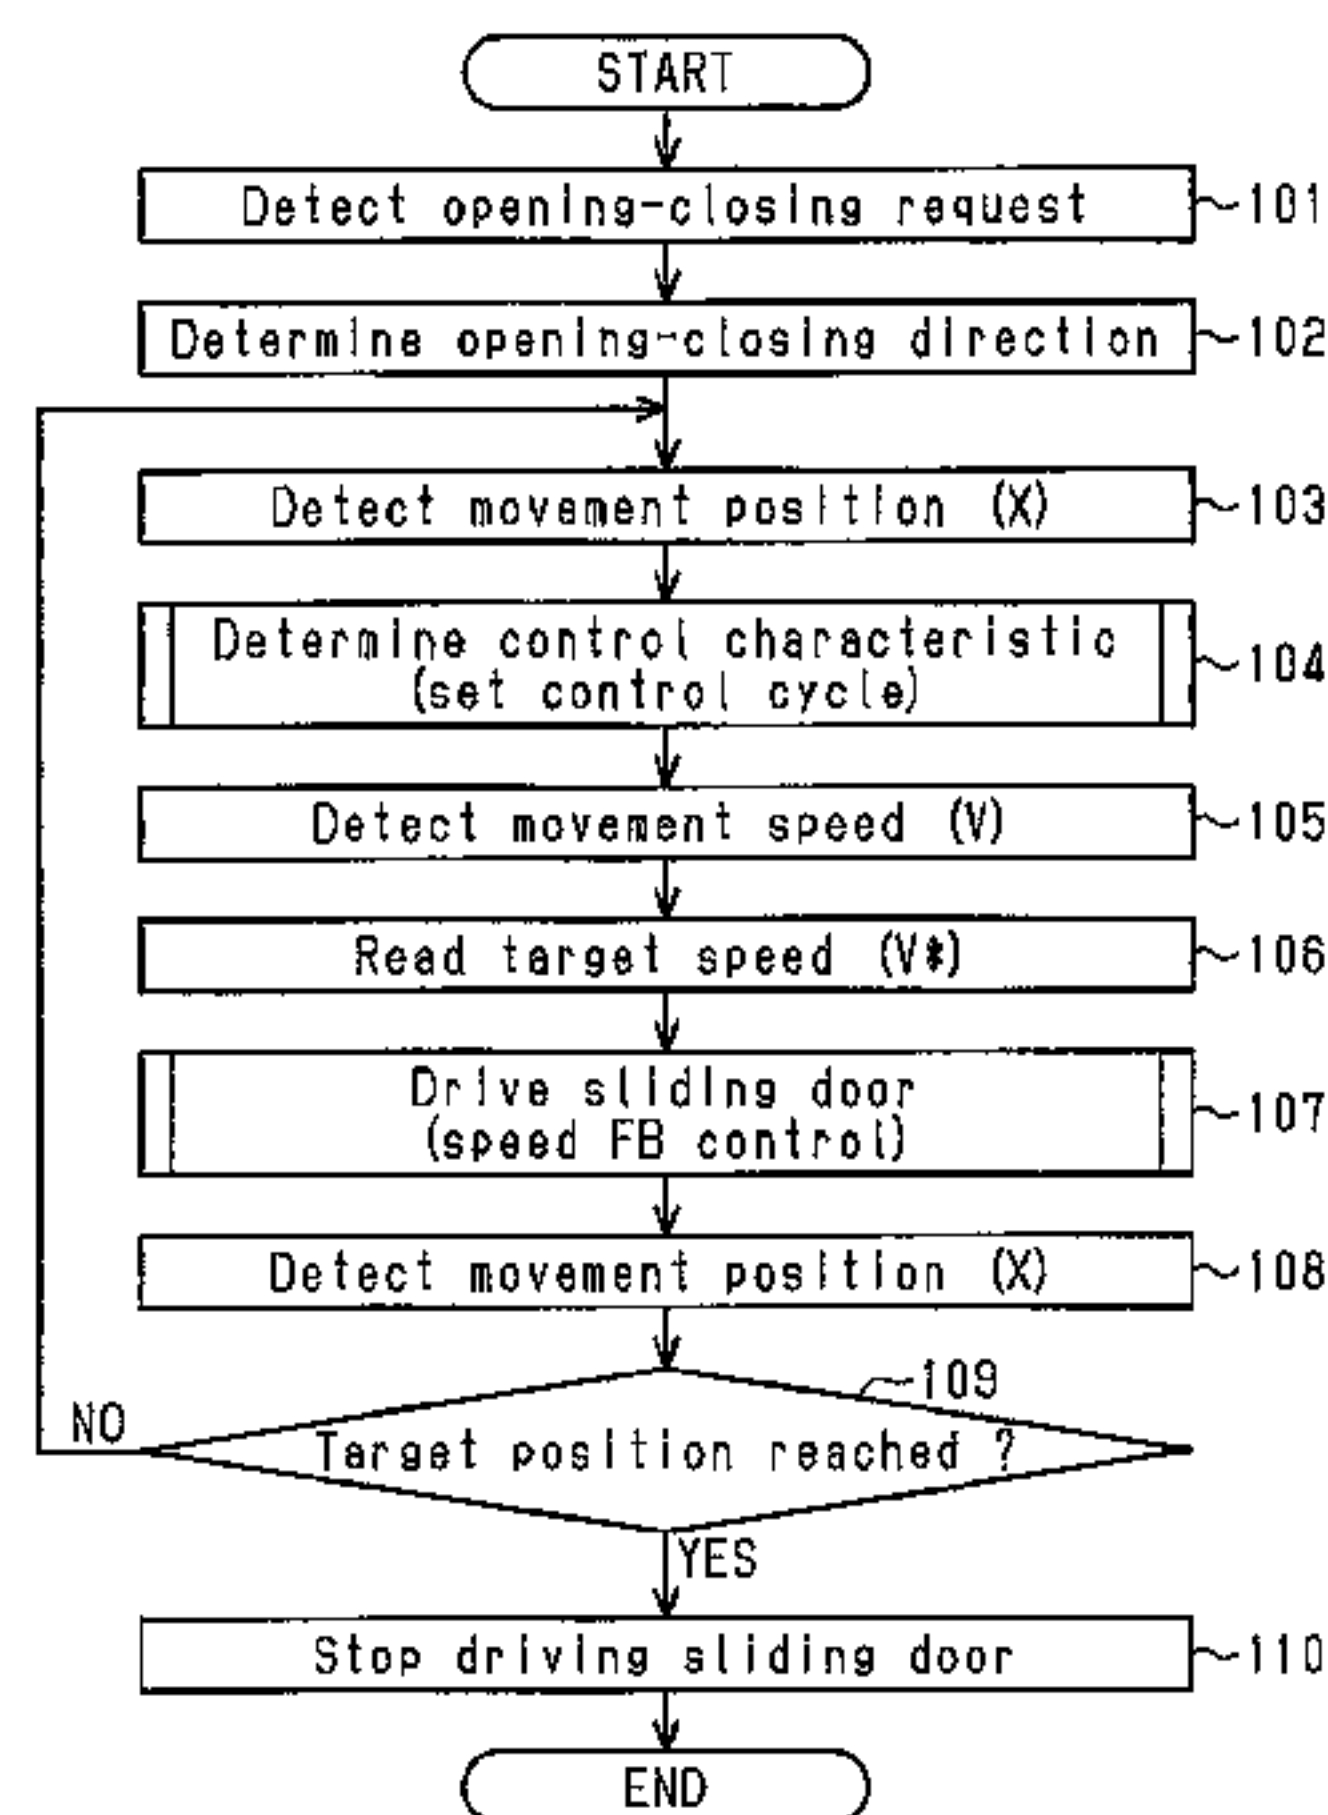 START
Detect opening-closing request
101
Determine opening-closing direction
102
Detect movement position (X)
103
Determine control characteristic
(set control cycle)
104
Detect movement speed (V)
105
Read target speed (V*)
106
Drive sliding door
(speed FB control)
107
Detect movement position (X)
108
109
NO
Target position reached ?
YES
Stop driving sliding door
110
END